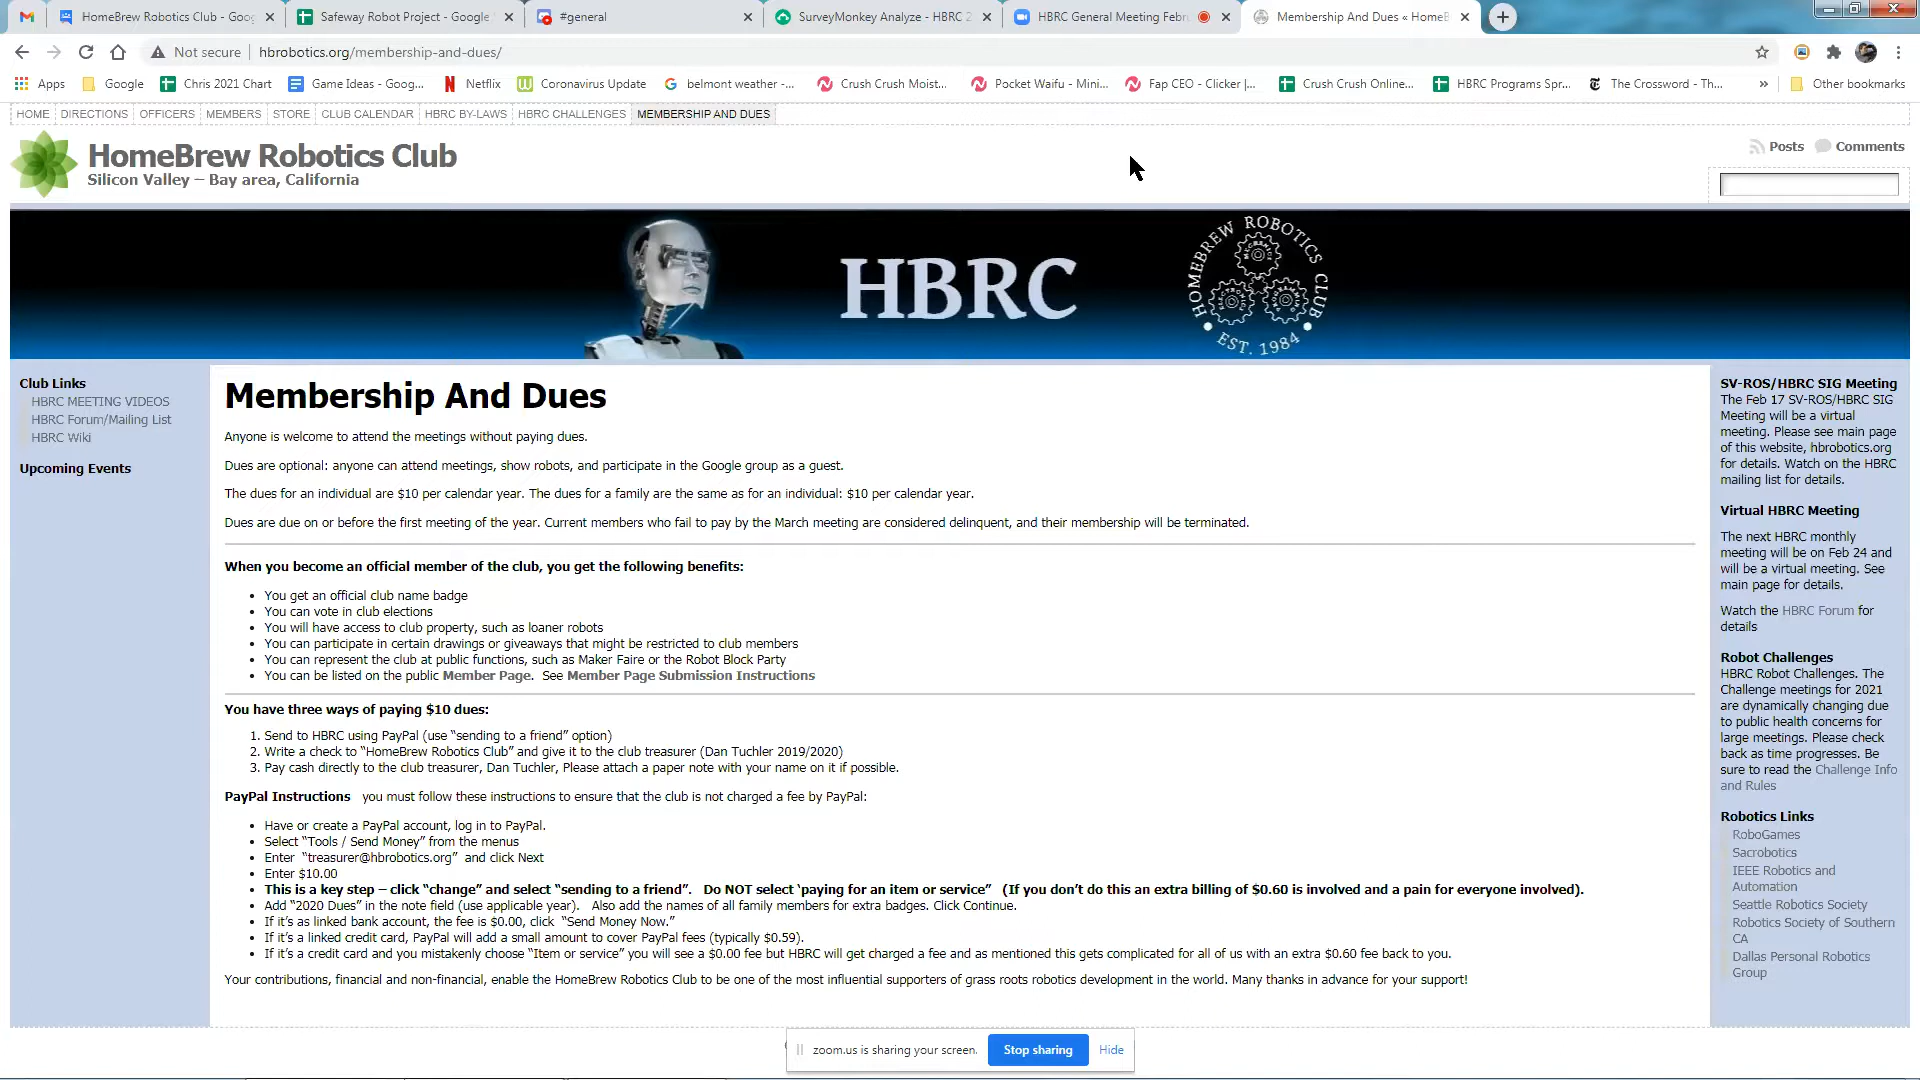 HomeBrew Robotics Club - Goog
Safeway Robot Project - Google
#general
SurveyMonkey Analyze - HBRC 2
HBRC General Meeting Febr
Membership And Dues « HomeB
Not secure
hbrobotics.org/membership-and-dues/
Apps
Google
Chris 2021 Chart
Game Ideas - Goog...
Netflix
Coronavirus Update
belmont weather -...
Crush Crush Moist...
Pocket Waifu - Mini...
Fap CEO - Clicker |...
Crush Crush Online...
HBRC Programs Spr...
The Crossword - Th...
»
Other bookmarks
HOME
DIRECTIONS
OFFICERS
MEMBERS
STORE
CLUB CALENDAR
HBRC BY-LAWS
HBRC CHALLENGES
MEMBERSHIP AND DUES
HomeBrew Robotics Club
Silicon Valley – Bay area, California
Posts
Comments
HBRC
HOMEBREW ROBOTICS CLUB
EST. 1984
Club Links
HBRC MEETING VIDEOS
HBRC Forum/Mailing List
HBRC Wiki
Upcoming Events
Membership And Dues
Anyone is welcome to attend the meetings without paying dues.
Dues are optional: anyone can attend meetings, show robots, and participate in the Google group as a guest.
The dues for an individual are $10 per calendar year. The dues for a family are the same as for an individual: $10 per calendar year.
Dues are due on or before the first meeting of the year. Current members who fail to pay by the March meeting are considered delinquent, and their membership will be terminated.
When you become an official member of the club, you get the following benefits:
• You get an official club name badge
• You can vote in club elections
• You will have access to club property, such as loaner robots
• You can participate in certain drawings or giveaways that might be restricted to club members
• You can represent the club at public functions, such as Maker Faire or the Robot Block Party
• You can be listed on the public Member Page. See Member Page Submission Instructions
You have three ways of paying $10 dues:
1. Send to HBRC using PayPal (use “sending to a friend” option)
2. Write a check to “HomeBrew Robotics Club” and give it to the club treasurer (Dan Tuchler 2019/2020)
3. Pay cash directly to the club treasurer, Dan Tuchler, Please attach a paper note with your name on it if possible.
PayPal Instructions you must follow these instructions to ensure that the club is not charged a fee by PayPal:
• Have or create a PayPal account, log in to PayPal.
• Select “Tools / Send Money” from the menus
• Enter “treasurer@hbrobotics.org” and click Next
• Enter $10.00
• This is a key step – click “change” and select “sending to a friend”. Do NOT select ‘paying for an item or service” (If you don’t do this an extra billing of $0.60 is involved and a pain for everyone involved).
• Add “2020 Dues” in the note field (use applicable year). Also add the names of all family members for extra badges. Click Continue.
• If it’s as linked bank account, the fee is $0.00, click “Send Money Now.”
• If it’s a linked credit card, PayPal will add a small amount to cover PayPal fees (typically $0.59).
• If it’s a credit card and you mistakenly choose “Item or service” you will see a $0.00 fee but HBRC will get charged a fee and as mentioned this gets complicated for all of us with an extra $0.60 fee back to you.
Your contributions, financial and non-financial, enable the HomeBrew Robotics Club to be one of the most influential supporters of grass roots robotics development in the world. Many thanks in advance for your support!
SV-ROS/HBRC SIG Meeting
The Feb 17 SV-ROS/HBRC SIG
Meeting will be a virtual
meeting. Please see main page
of this website, hbrobotics.org
for details. Watch on the HBRC
mailing list for details.
Virtual HBRC Meeting
The next HBRC monthly
meeting will be on Feb 24 and
will be a virtual meeting. See
main page for details.
Watch the HBRC Forum for
details
Robot Challenges
HBRC Robot Challenges. The
Challenge meetings for 2021
are dynamically changing due
to public health concerns for
large meetings. Please check
back as time progresses. Be
sure to read the Challenge Info
and Rules
Robotics Links
RoboGames
Sacrobotics
IEEE Robotics and
Automation
Seattle Robotics Society
Robotics Society of Southern
CA
Dallas Personal Robotics
Group
zoom.us is sharing your screen.
Stop sharing
Hide